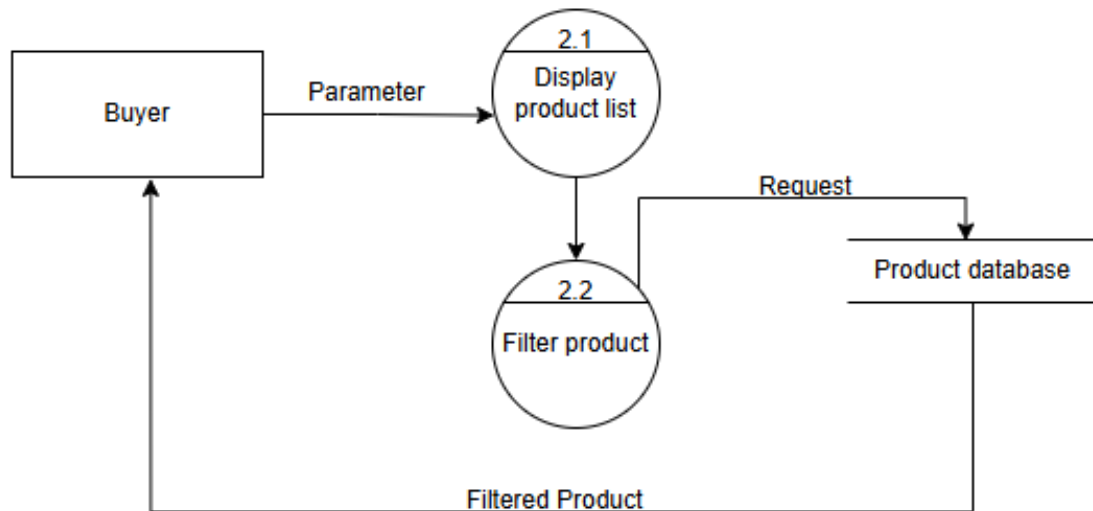 2.1
Display
product list
Buyer
Parameter
Request
Product database
2.2
Filter product
Filtered Product